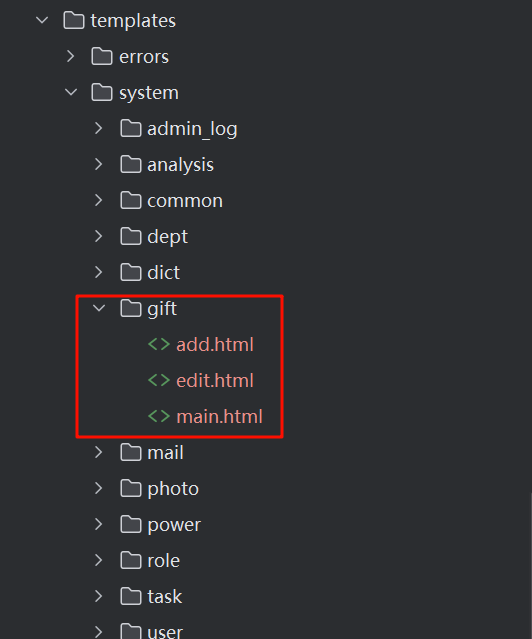 templates
errors
system
admin_log
analysis
common
dept
dict
gift
<> add.html
<> edit.html
<> main.html
mail
photo
power
role
task
user